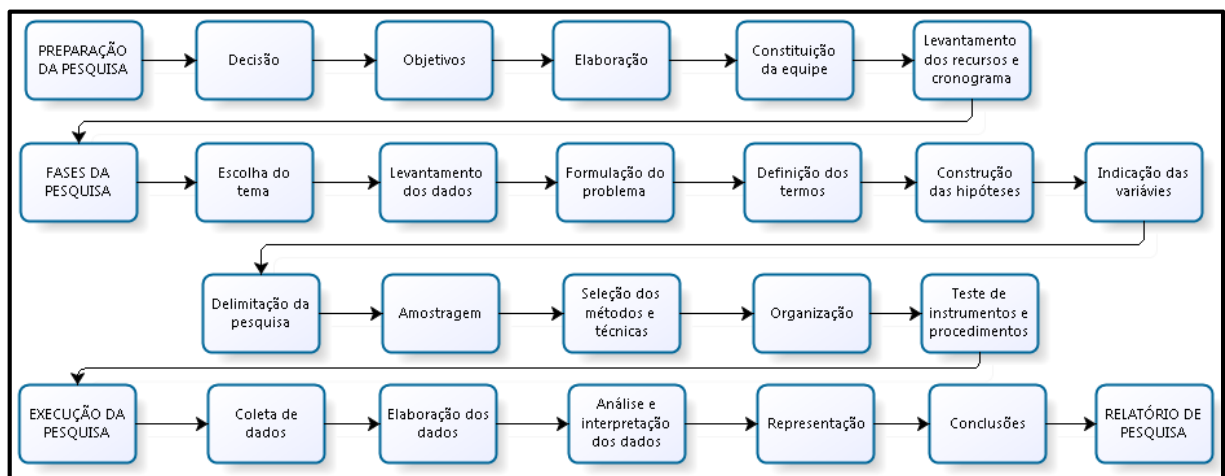 PREPARAÇÃO
DA PESQUISA
Decisão
Objetivos
Elaboração
Constituição
da equipe
Levantamento
dos recursos e
cronograma
FASES DA
PESQUISA
Escolha do
tema
Levantamento
dos dados
Formulação do
problema
Definição dos
termos
Construção
das hipóteses
Indicação das
variávies
Delimitação da
pesquisa
Amostragem
Seleção dos
métodos e
técnicas
Organização
Teste de
instrumentos e
procedimentos
EXECUÇÃO DA
PESQUISA
Coleta de
dados
Elaboração dos
dados
Análise e
interpretação
dos dados
Representação
Conclusões
RELATÓRIO DE
PESQUISA